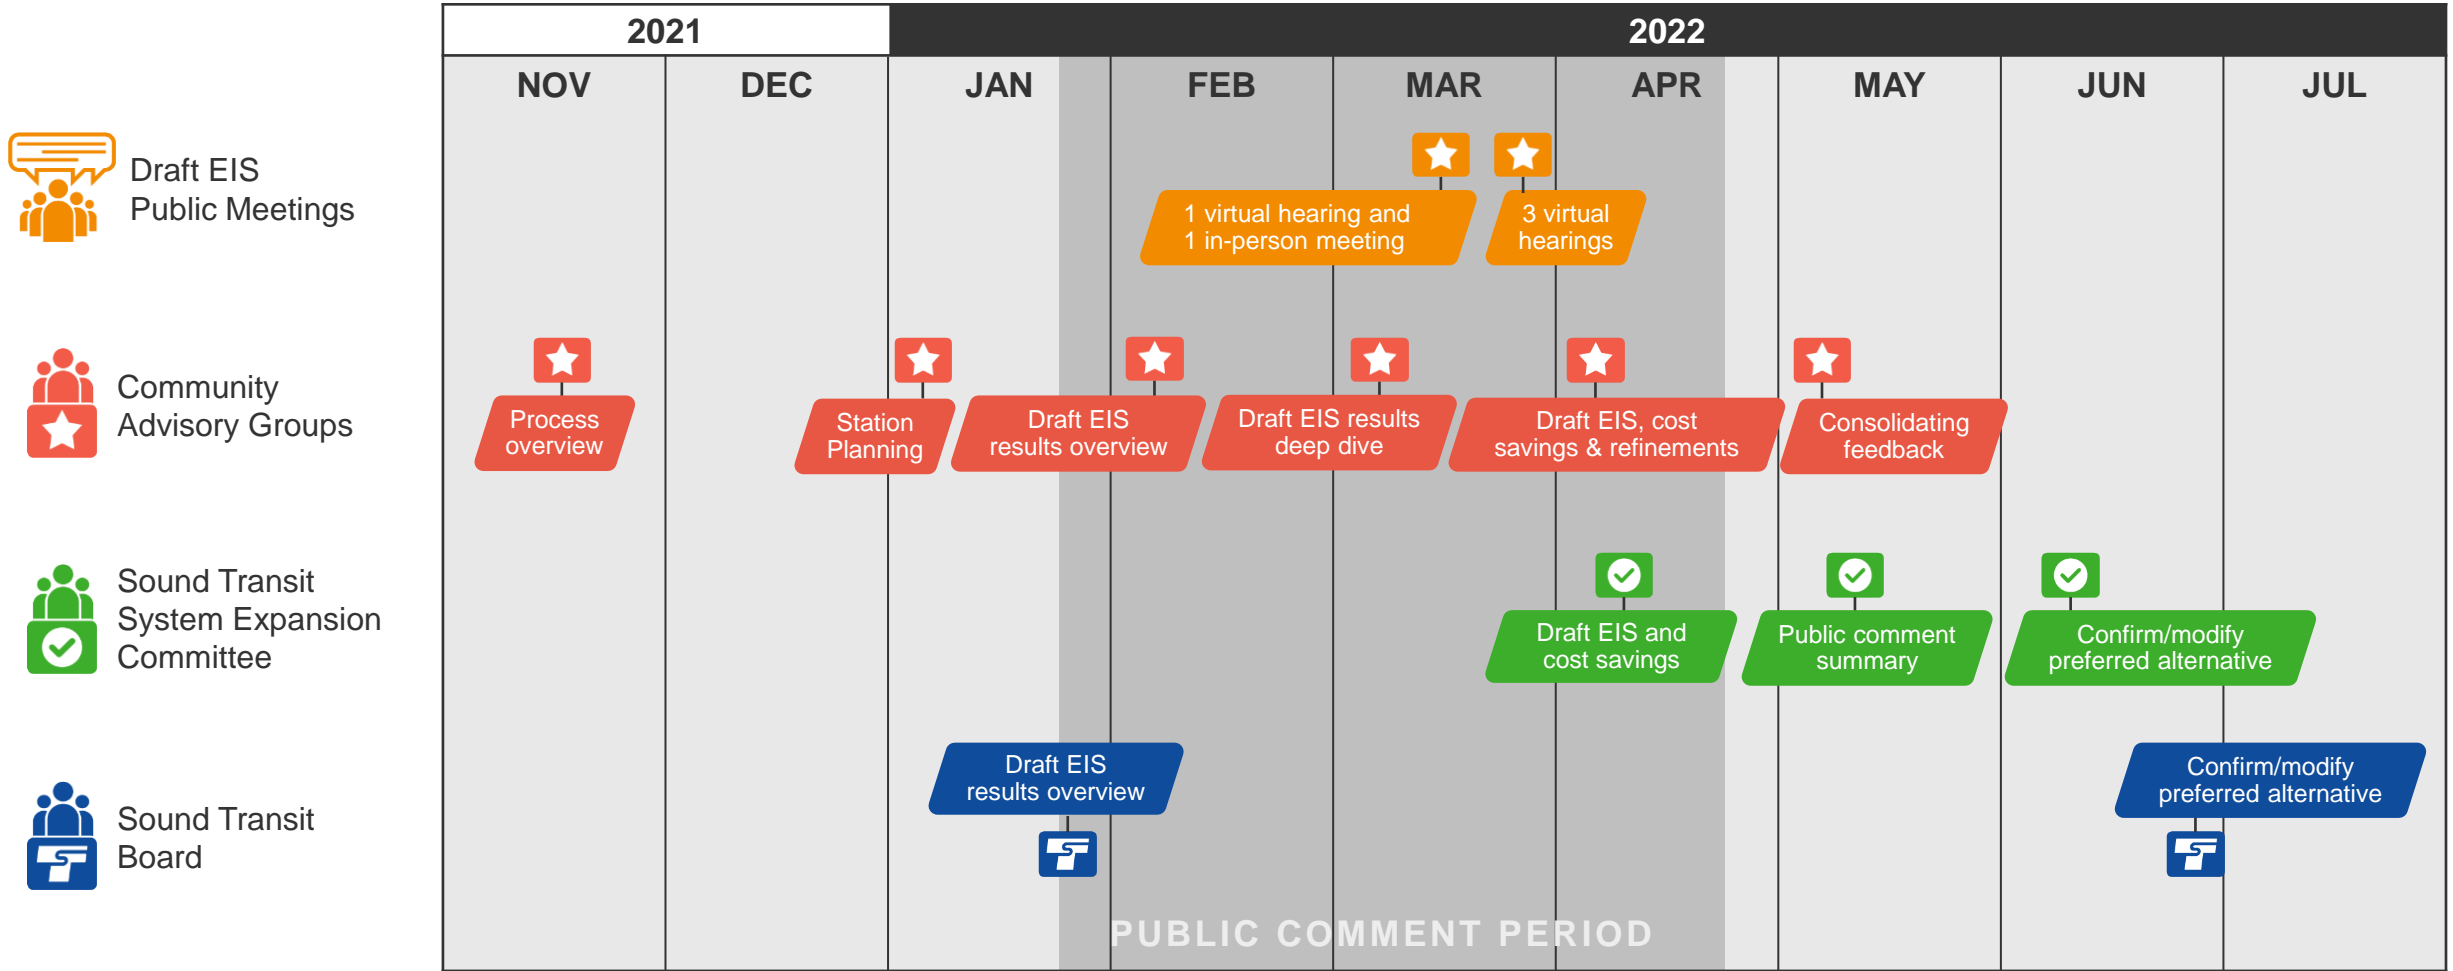 2021
2022
NOV
DEC
JAN
FEB
MAR
APR
MAY
JUN
JUL
Draft EIS
Public Meetings
1 virtual hearing and
1 in-person meeting
3 virtual
hearings
Community
Advisory Groups
Process
overview
Station
Planning
Draft EIS
results overview
Draft EIS results
deep dive
Draft EIS, cost
savings & refinements
Consolidating
feedback
Sound Transit
System Expansion
Committee
Draft EIS and
cost savings
Public comment
summary
Confirm/modify
preferred alternative
Sound Transit
Board
Draft EIS
results overview
Confirm/modify
preferred alternative
PUBLIC COMMENT PERIOD